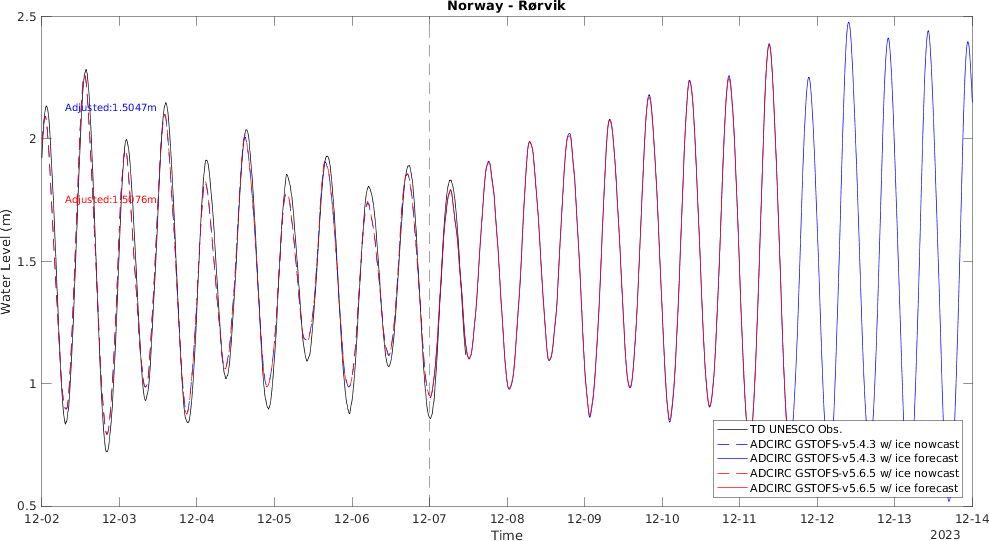 Norway - Rørvik
2.5
Adjusted:1.5047m
2
Adjusted:1.5076m
Water Level (m)
1.5
1
TD UNESCO Obs.
ADCIRC GSTOFS-v5.4.3 w/ ice nowcast
ADCIRC GSTOFS-v5.4.3 w/ ice forecast
ADCIRC GSTOFS-v5.6.5 w/ ice nowcast
ADCIRC GSTOFS-v5.6.5 w/ ice forecast
0.5
12-02 12-03 12-04 12-05 12-06 12-07 12-08 12-09 12-10 12-11 12-12 12-13 12-14
Time
2023